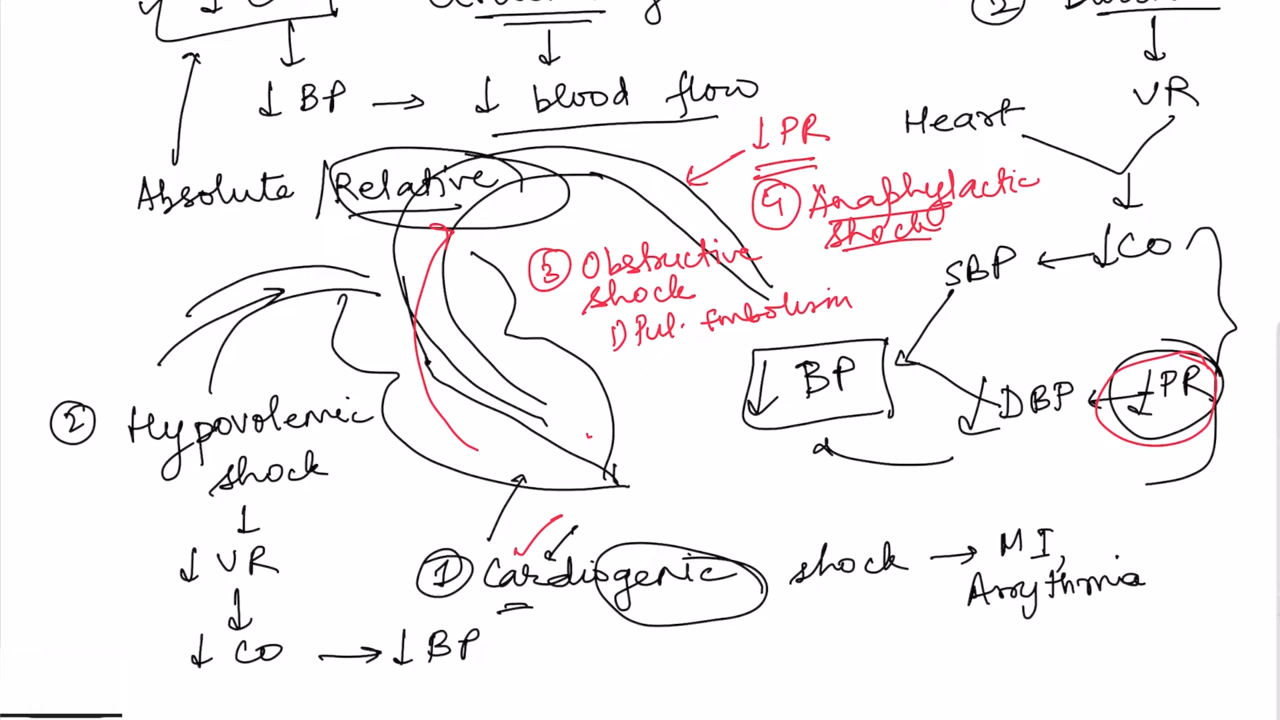 ↓ BP → ↓ blood flow
VR
Heart
↓ PR
Absolute / Relative
④ Anaphylactic
shock
③ Obstructive
shock
① Pul. Embolism
SBP ← ↓ CO
↓ BP
↓ DBP ← ↓ PR
② Hypovolemic
shock
↓
↓ VR
↓
↓ CO → ↓ BP
① Cardiogenic shock → MI,
Arrythmia